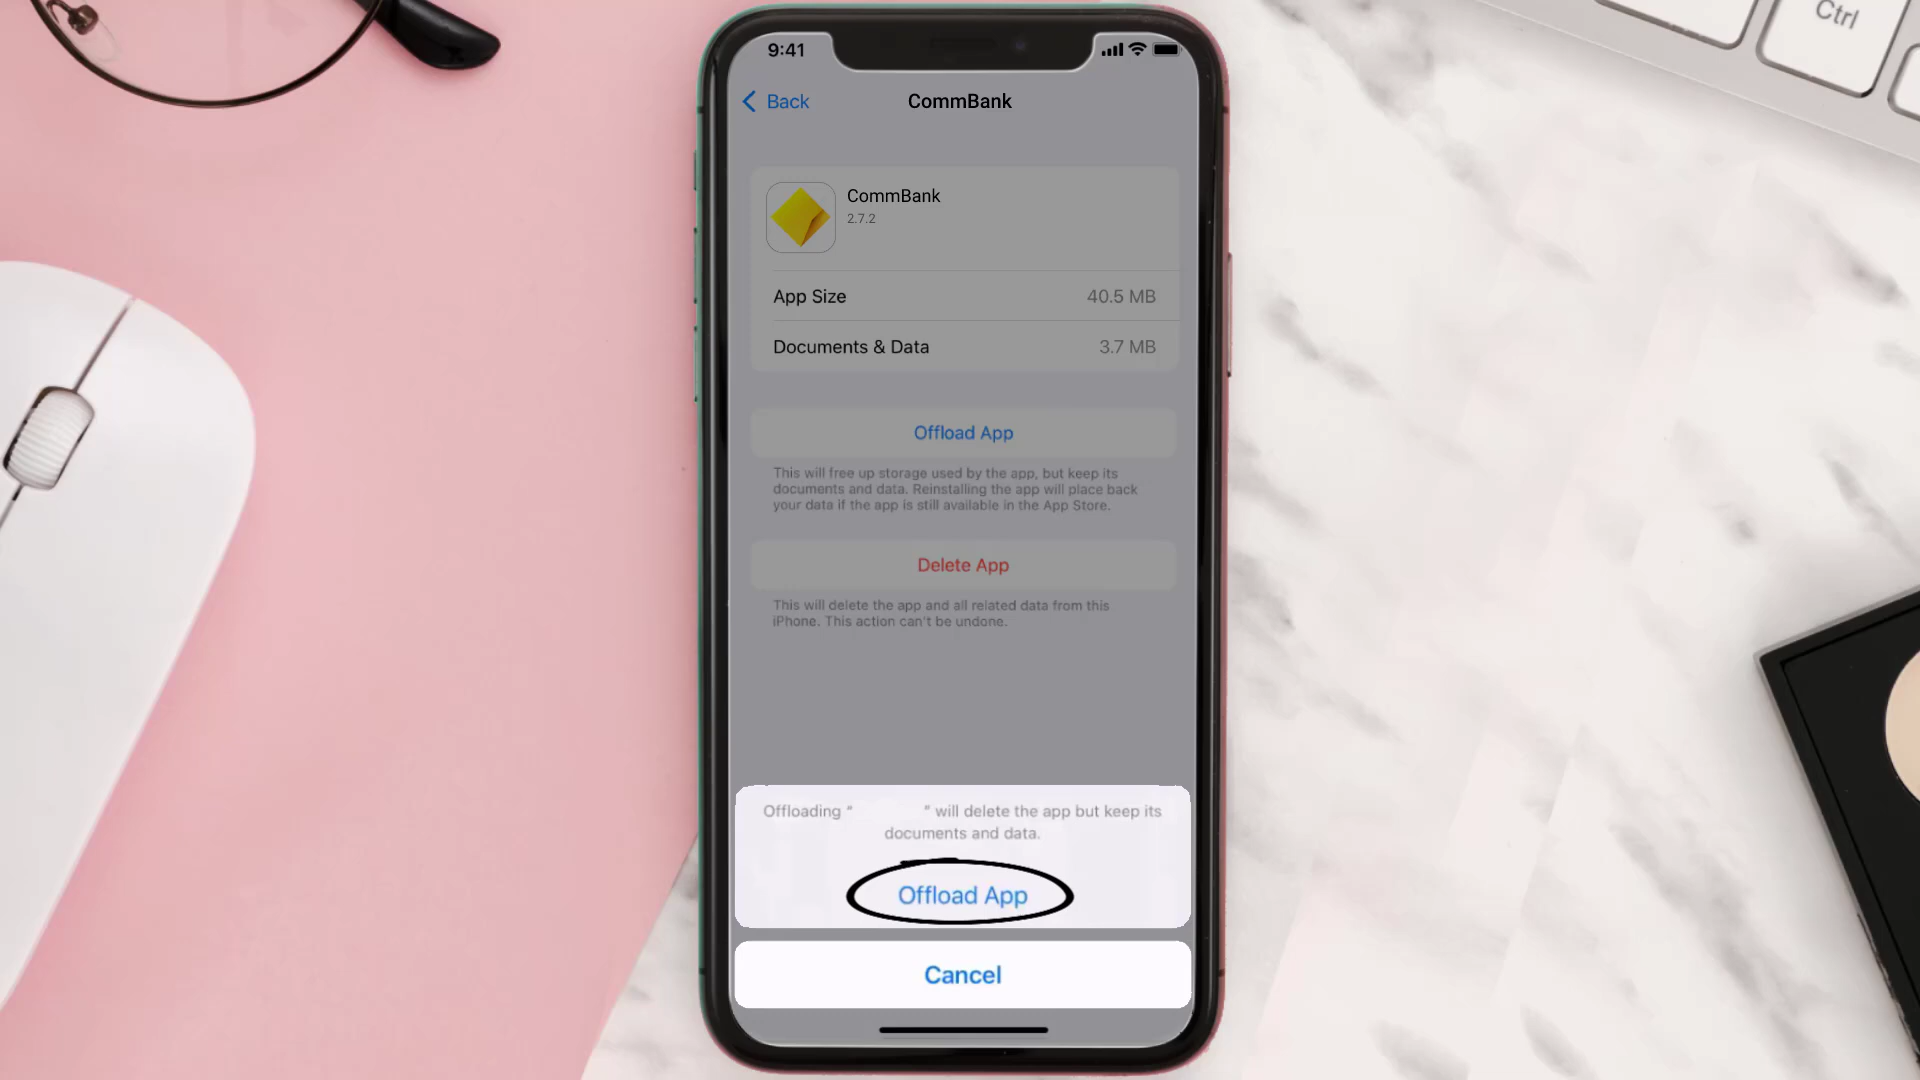 Ctrl
9:41
Back
CommBank
CommBank
2.7.2
App Size 40.5 MB
Documents & Data 3.7 MB
Offload App
This will free up storage used by the app, but keep its
documents and data. Reinstalling the app will place back
your data if the app is still available in the App Store.
Delete App
This will delete the app and all related data from this
iPhone. This action can't be undone.
Offloading “ ” will delete the app but keep its
documents and data.
Offload App
Cancel